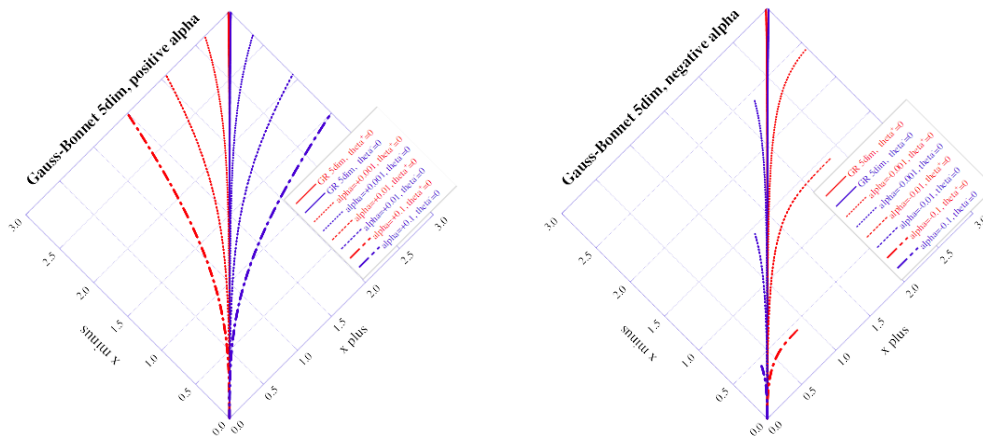 Gauss-Bonnet 5dim, positive alpha
GR 5dim, theta+=0
GR 5dim, theta-=0
alpha=+0.001, theta+=0
alpha=+0.001, theta-=0
alpha=+0.01, theta+=0
alpha=+0.01, theta-=0
alpha=+0.1, theta+=0
alpha=+0.1, theta-=0
3.0
2.5
2.0
1.5
1.0
0.5
0.0
x minus
0.0
0.5
1.0
1.5
2.0
2.5
3.0
x plus
Gauss-Bonnet 5dim, negative alpha
GR 5dim, theta+=0
GR 5dim, theta-=0
alpha=-0.001, theta+=0
alpha=-0.001, theta-=0
alpha=-0.01, theta+=0
alpha=-0.01, theta-=0
alpha=-0.1, theta+=0
alpha=-0.1, theta-=0
3.0
2.5
2.0
1.5
1.0
0.5
0.0
x minus
0.0
0.5
1.0
1.5
2.0
2.5
3.0
x plus